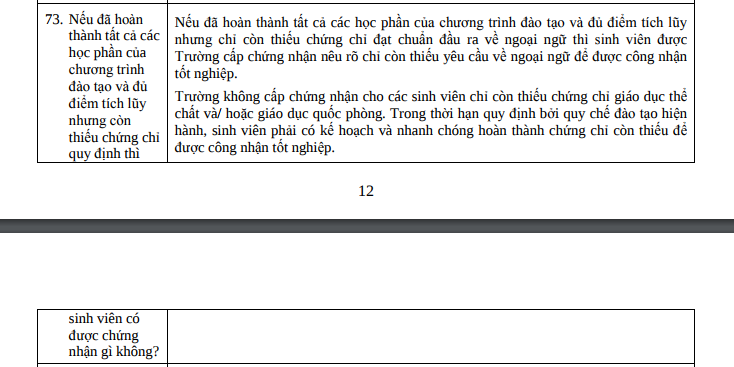 73. Nếu đã hoàn
thành tất cả các
học phần của
chương trình
đào tạo và đủ
điểm tích lũy
nhưng còn
thiếu chứng chỉ
quy định thì
Nếu đã hoàn thành tất cả các học phần của chương trình đào tạo và đủ điểm tích lũy
nhưng chỉ còn thiếu chứng chỉ đạt chuẩn đầu ra về ngoại ngữ thì sinh viên được
Trường cấp chứng nhận nêu rõ chỉ còn thiếu yêu cầu về ngoại ngữ để được công nhận
tốt nghiệp.
Trường không cấp chứng nhận cho các sinh viên chỉ còn thiếu chứng chỉ giáo dục thể
chất và/ hoặc giáo dục quốc phòng. Trong thời hạn quy định bởi quy chế đào tạo hiện
hành, sinh viên phải có kế hoạch và nhanh chóng hoàn thành chứng chỉ còn thiếu để
được công nhận tốt nghiệp.
12
sinh viên có
được chứng
nhận gì không?